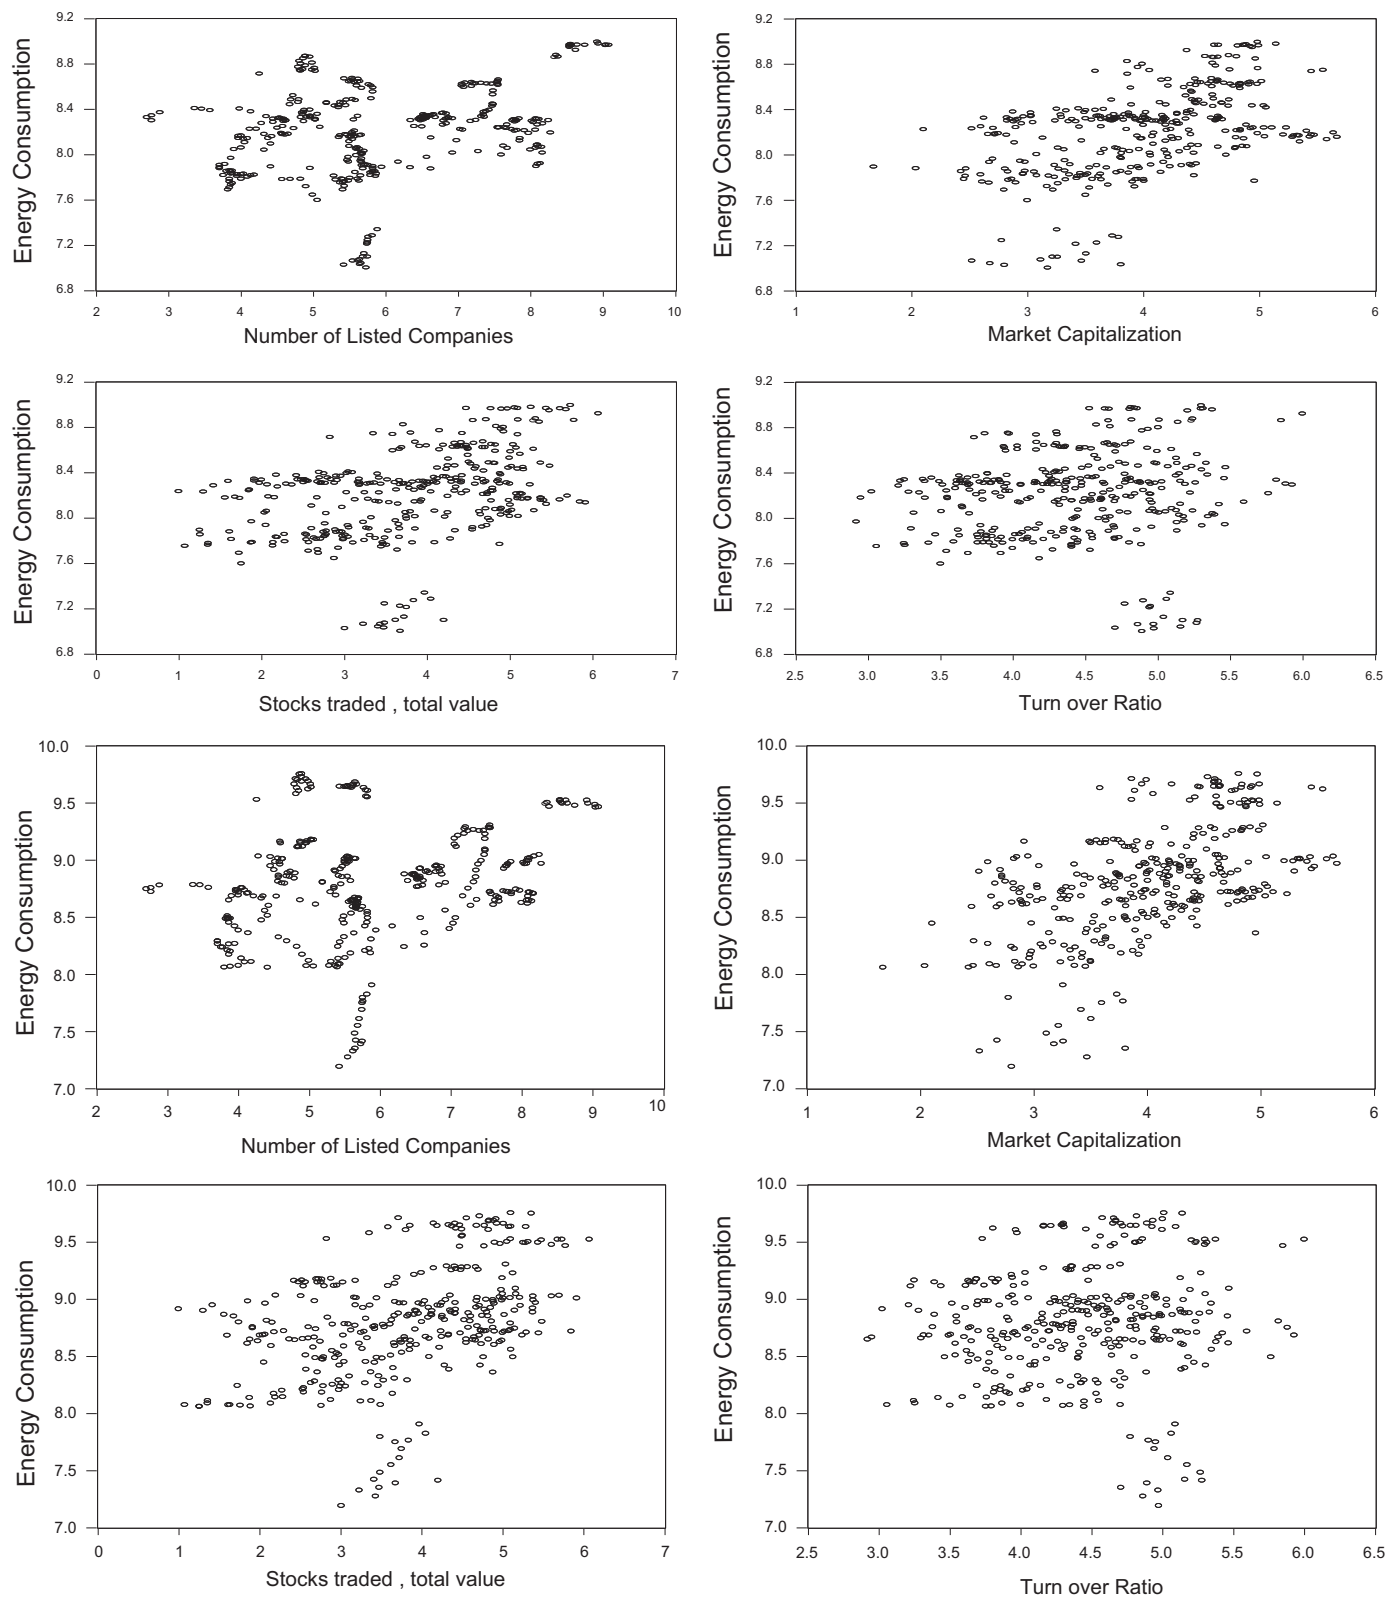 Energy Consumption
9.2
8.8
8.4
8.0
7.6
7.2
6.8
2 3 4 5 6 7 8 9 10
Number of Listed Companies
Energy Consumption
9.2
8.8
8.4
8.0
7.6
7.2
6.8
1 2 3 4 5 6
Market Capitalization
Energy Consumption
9.2
8.8
8.4
8.0
7.6
7.2
6.8
0 1 2 3 4 5 6 7
Stocks traded , total value
Energy Consumption
9.2
8.8
8.4
8.0
7.6
7.2
6.8
2.5 3.0 3.5 4.0 4.5 5.0 5.5 6.0 6.5
Turn over Ratio
Energy Consumption
10.0
9.5
9.0
8.5
8.0
7.5
7.0
2 3 4 5 6 7 8 9 10
Number of Listed Companies
Energy Consumption
10.0
9.5
9.0
8.5
8.0
7.5
7.0
1 2 3 4 5 6
Market Capitalization
Energy Consumption
10.0
9.5
9.0
8.5
8.0
7.5
7.0
0 1 2 3 4 5 6 7
Stocks traded , total value
Energy Consumption
10.0
9.5
9.0
8.5
8.0
7.5
7.0
2.5 3.0 3.5 4.0 4.5 5.0 5.5 6.0 6.5
Turn over Ratio